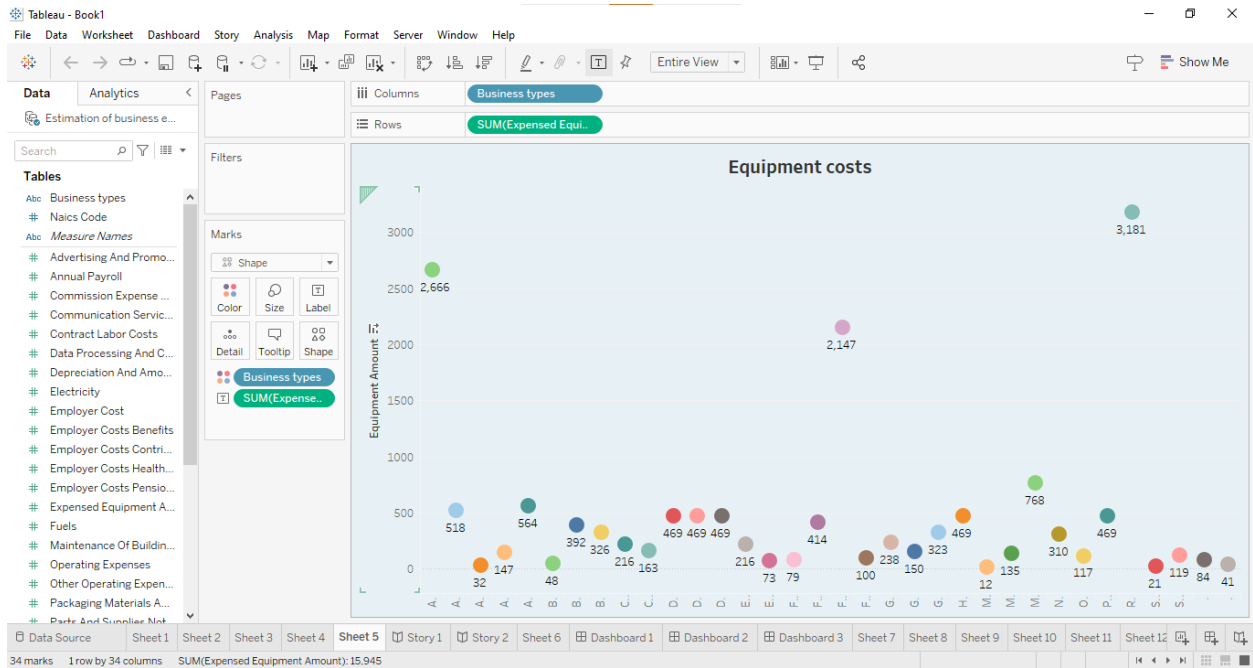 Tableau - Book1
File Data Worksheet Dashboard Story Analysis Map Format Server Window Help
Entire View
Show Me
Data Analytics
Estimation of business e...
Search
Tables
Abc Business types
# Naics Code
Abc Measure Names
# Advertising And Promo...
# Annual Payroll
# Commission Expense ...
# Communication Servic...
# Contract Labor Costs
# Data Processing And C...
# Depreciation And Amo...
# Electricity
# Employer Cost
# Employer Costs Benefits
# Employer Costs Contri...
# Employer Costs Health...
# Employer Costs Pensio...
# Expensed Equipment A...
# Fuels
# Maintenance Of Buildin...
# Operating Expenses
# Other Operating Expen...
# Packaging Materials A...
# Parts And Supplies Not...
Pages
Filters
Marks
Shape
Color Size Label
Detail Tooltip Shape
Business types
SUM(Expense..
Columns Business types
Rows SUM(Expensed Equi..
Equipment costs
Equipment Amount
3000
2500
2000
1500
1000
500
0
2,666
518
32
147
564
48
392
326
216
163
469
469
469
216
73
79
2,147
414
100
238
150
323
469
12
135
768
310
117
469
3,181
21
119
84
41
A. A. A. A. A. B. B. B. C. C. D. D. D. E. E. F. F. F. F. G. G. G. H. M. M. M. N. O. P. R. S. S. . .
Data Source Sheet 1 Sheet 2 Sheet 3 Sheet 4 Sheet 5 Story 1 Story 2 Sheet 6 Dashboard 1 Dashboard 2 Dashboard 3 Sheet 7 Sheet 8 Sheet 9 Sheet 10 Sheet 11 Sheet 12
34 marks 1 row by 34 columns SUM(Expensed Equipment Amount): 15,945